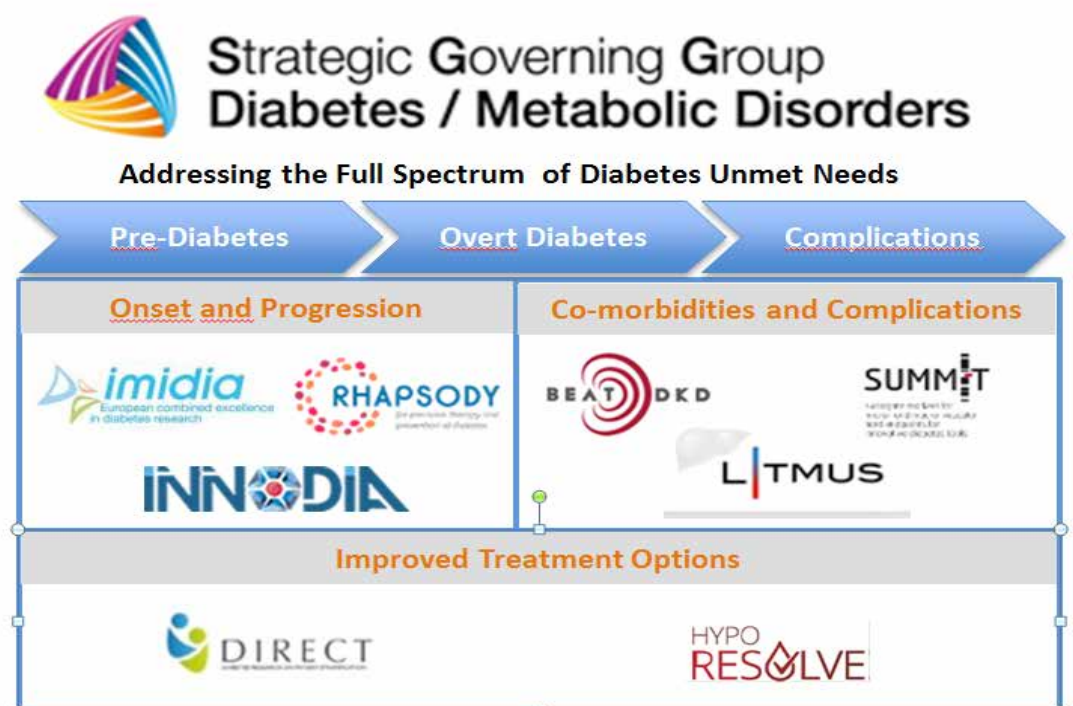 Strategic Governing Group
Diabetes / Metabolic Disorders
Addressing the Full Spectrum of Diabetes Unmet Needs
Pre-Diabetes
Overt Diabetes
Complications
Onset and Progression
Co-morbidities and Complications
imidia
European combined excellence
in diabetes research
RHAPSODY
INNODIA
BEAT DKD
SUMMIT
LITMUS
Improved Treatment Options
DIRECT
HYPO
RESOLVE